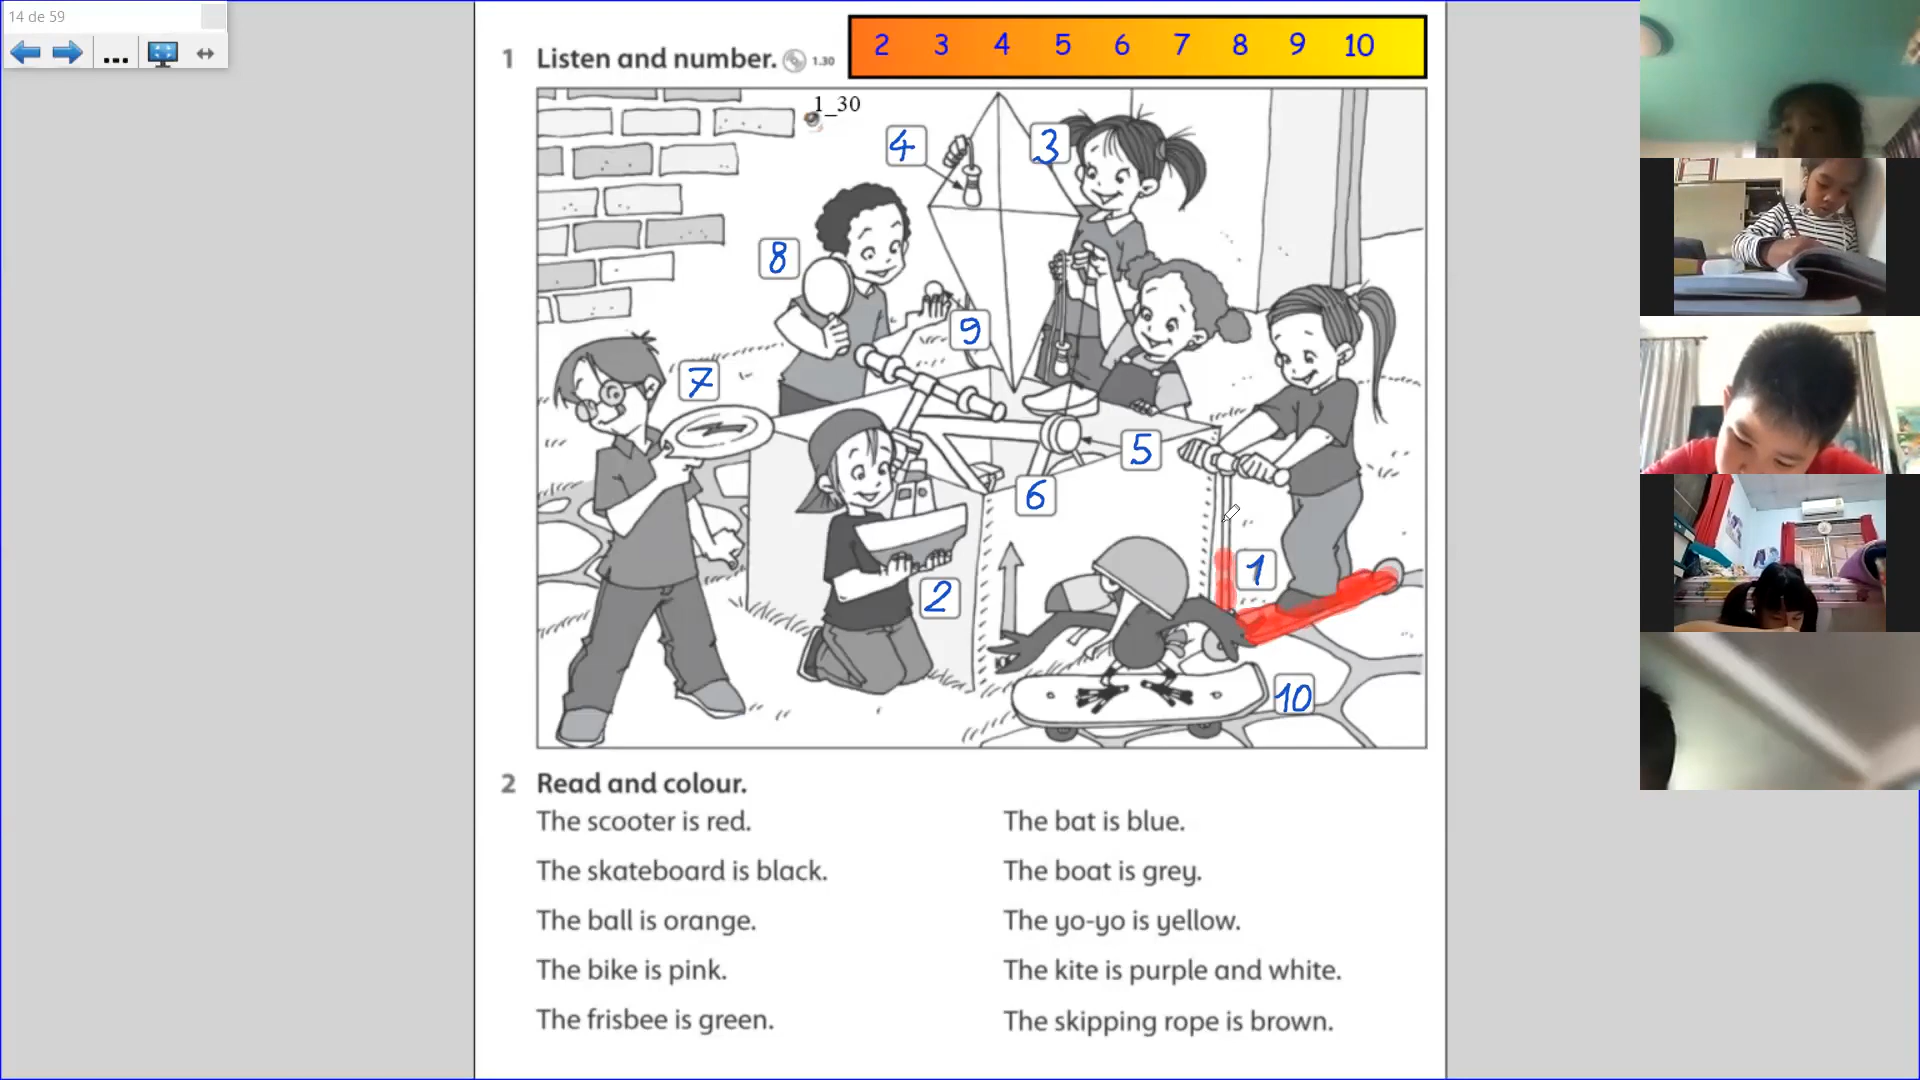 14 de 59
...
1 Listen and number. 1.30
2 3 4 5 6 7 8 9 10
1_30
4
3
8
9
7
5
6
1
2
10
2 Read and colour.
The scooter is red.
The skateboard is black.
The ball is orange.
The bike is pink.
The frisbee is green.
The bat is blue.
The boat is grey.
The yo-yo is yellow.
The kite is purple and white.
The skipping rope is brown.